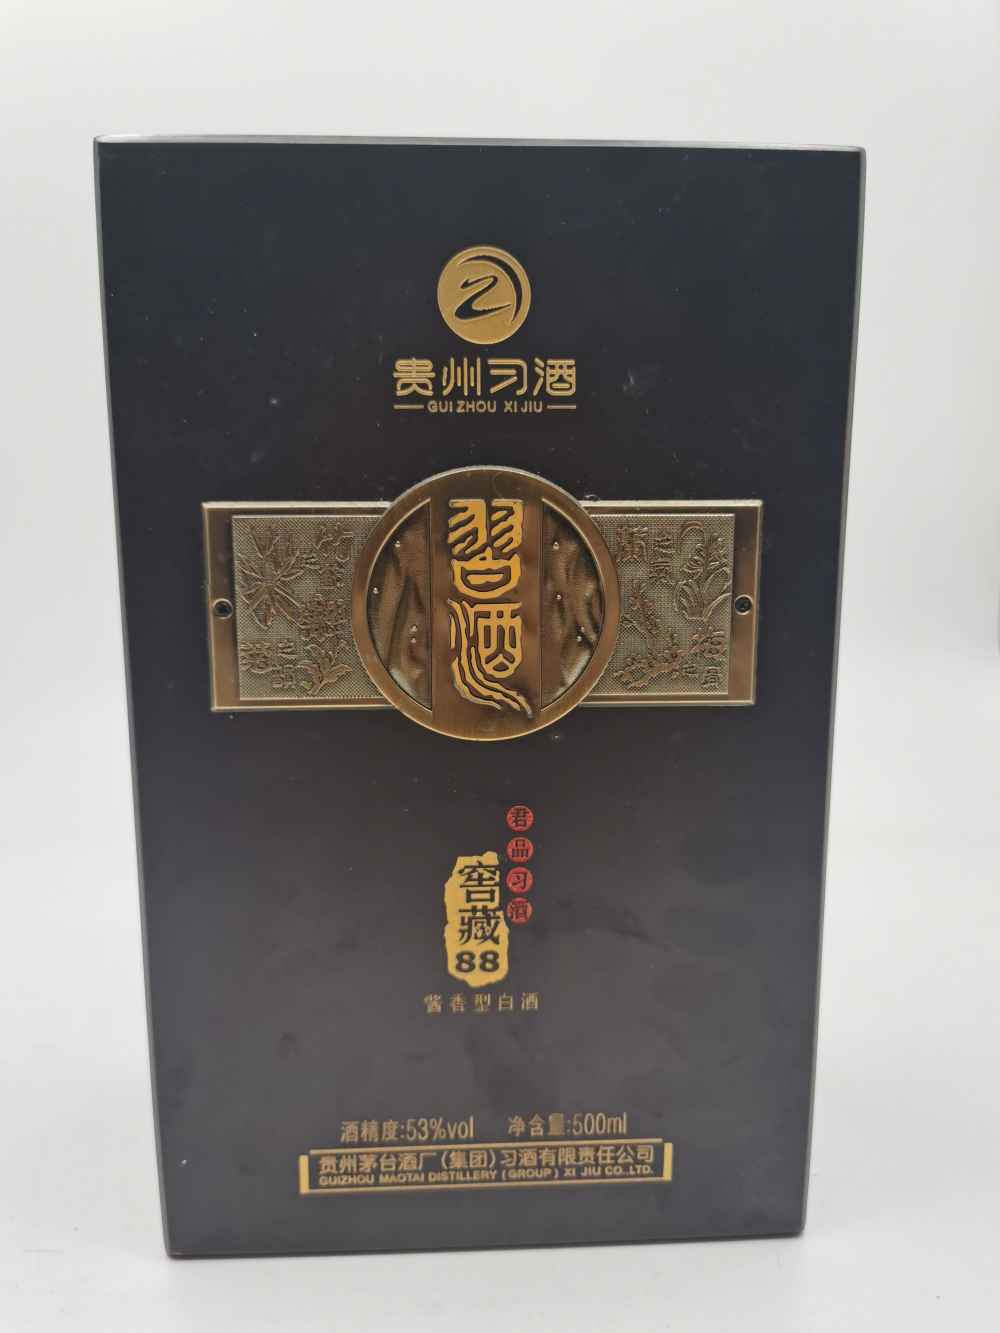 贵州习酒
GUI ZHOU XI JIU
習酒
君品习酒
窖藏
88
酱香型白酒
酒精度:53%vol 净含量:500ml
贵州茅台酒厂(集团)习酒有限责任公司
GUIZHOU MAOTAI DISTILLERY (GROUP) XI JIU CO.,LTD.